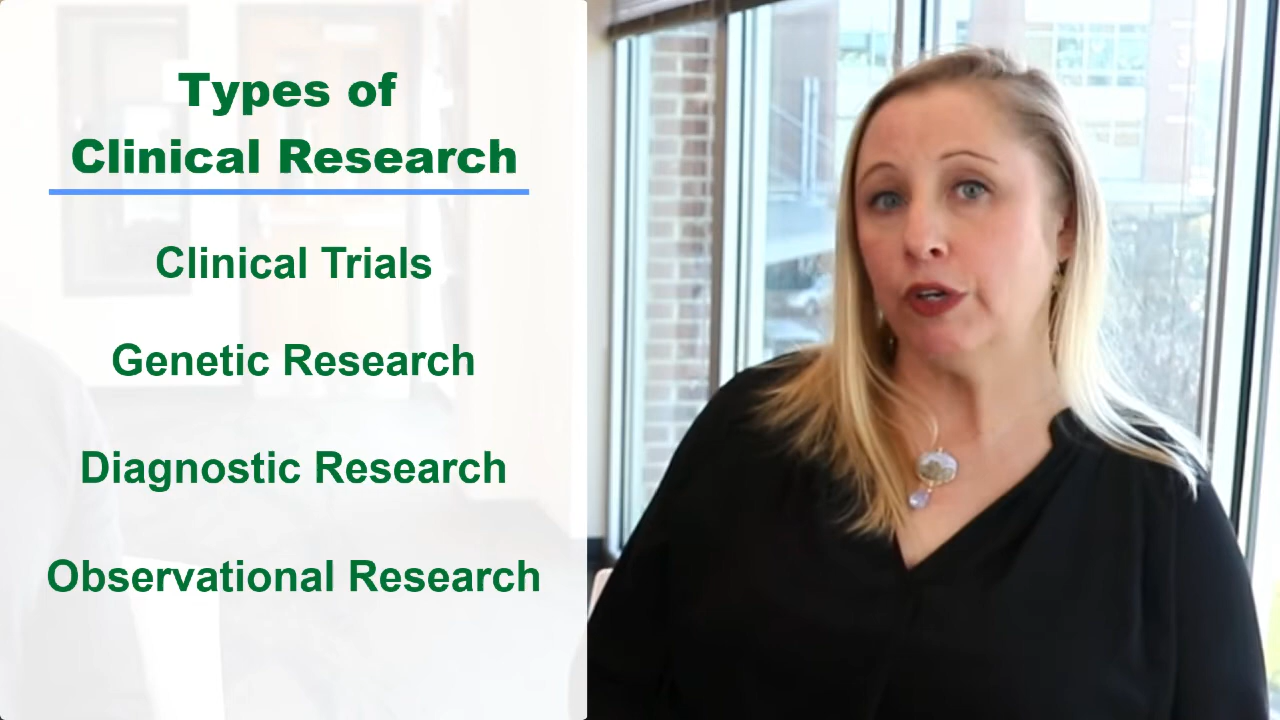 Types of
Clinical Research
Clinical Trials
Genetic Research
Diagnostic Research
Observational Research